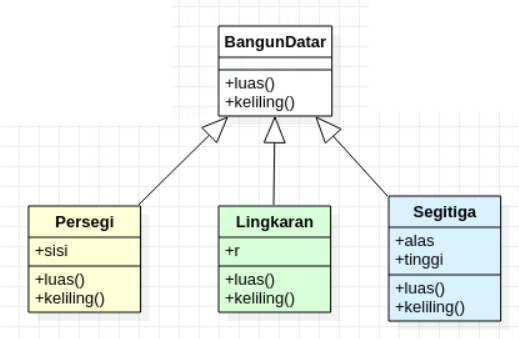 BangunDatar
+luas()
+keliling()
Persegi
+sisi
+luas()
+keliling()
Lingkaran
+r
+luas()
+keliling()
Segitiga
+alas
+tinggi
+luas()
+keliling()